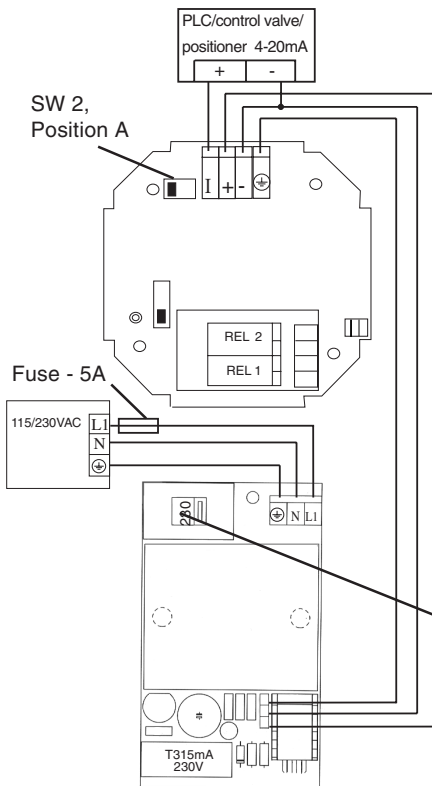 PLC/control valve/
positioner 4-20mA
+ -
SW 2,
Position A
I + -
REL 2
REL 1
Fuse - 5A
115/230VAC
L1
N
N L1
230
T315mA
230V